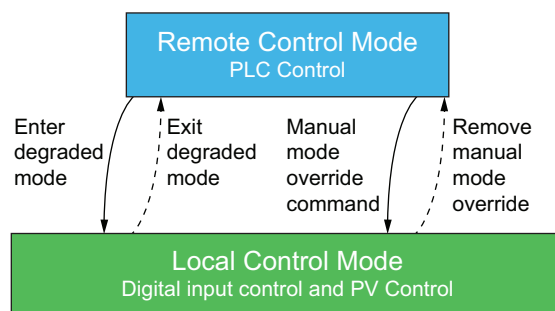 Remote Control Mode
PLC Control
Enter
degraded
mode
Exit
degraded
mode
Manual
mode
override
command
Remove
manual
mode
override
Local Control Mode
Digital input control and PV Control